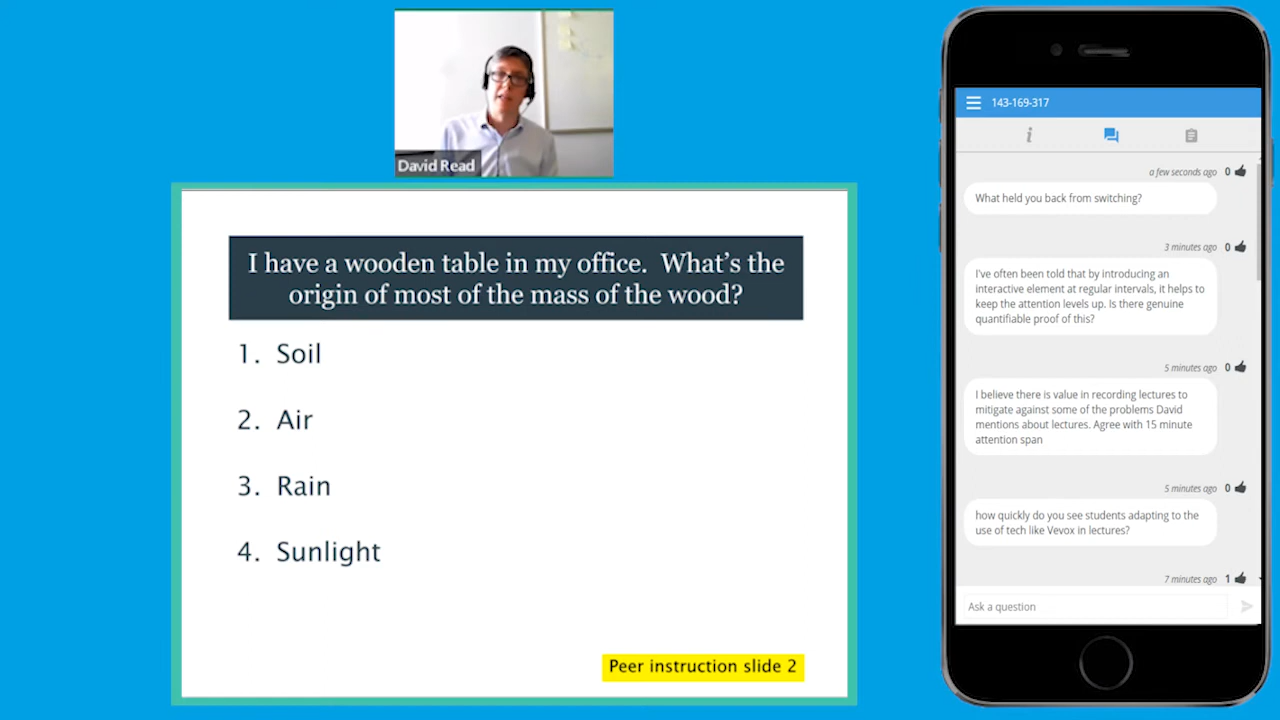 David Read
I have a wooden table in my office. What's the
origin of most of the mass of the wood?
1. Soil
2. Air
3. Rain
4. Sunlight
Peer instruction slide 2
143-169-317
a few seconds ago 0
What held you back from switching?
3 minutes ago 0
I've often been told that by introducing an
interactive element at regular intervals, it helps to
keep the attention levels up. Is there genuine
quantifiable proof of this?
5 minutes ago 0
I believe there is value in recording lectures to
mitigate against some of the problems David
mentions about lectures. Agree with 15 minute
attention span
5 minutes ago 0
how quickly do you see students adapting to the
use of tech like Vevox in lectures?
7 minutes ago 1
Ask a question